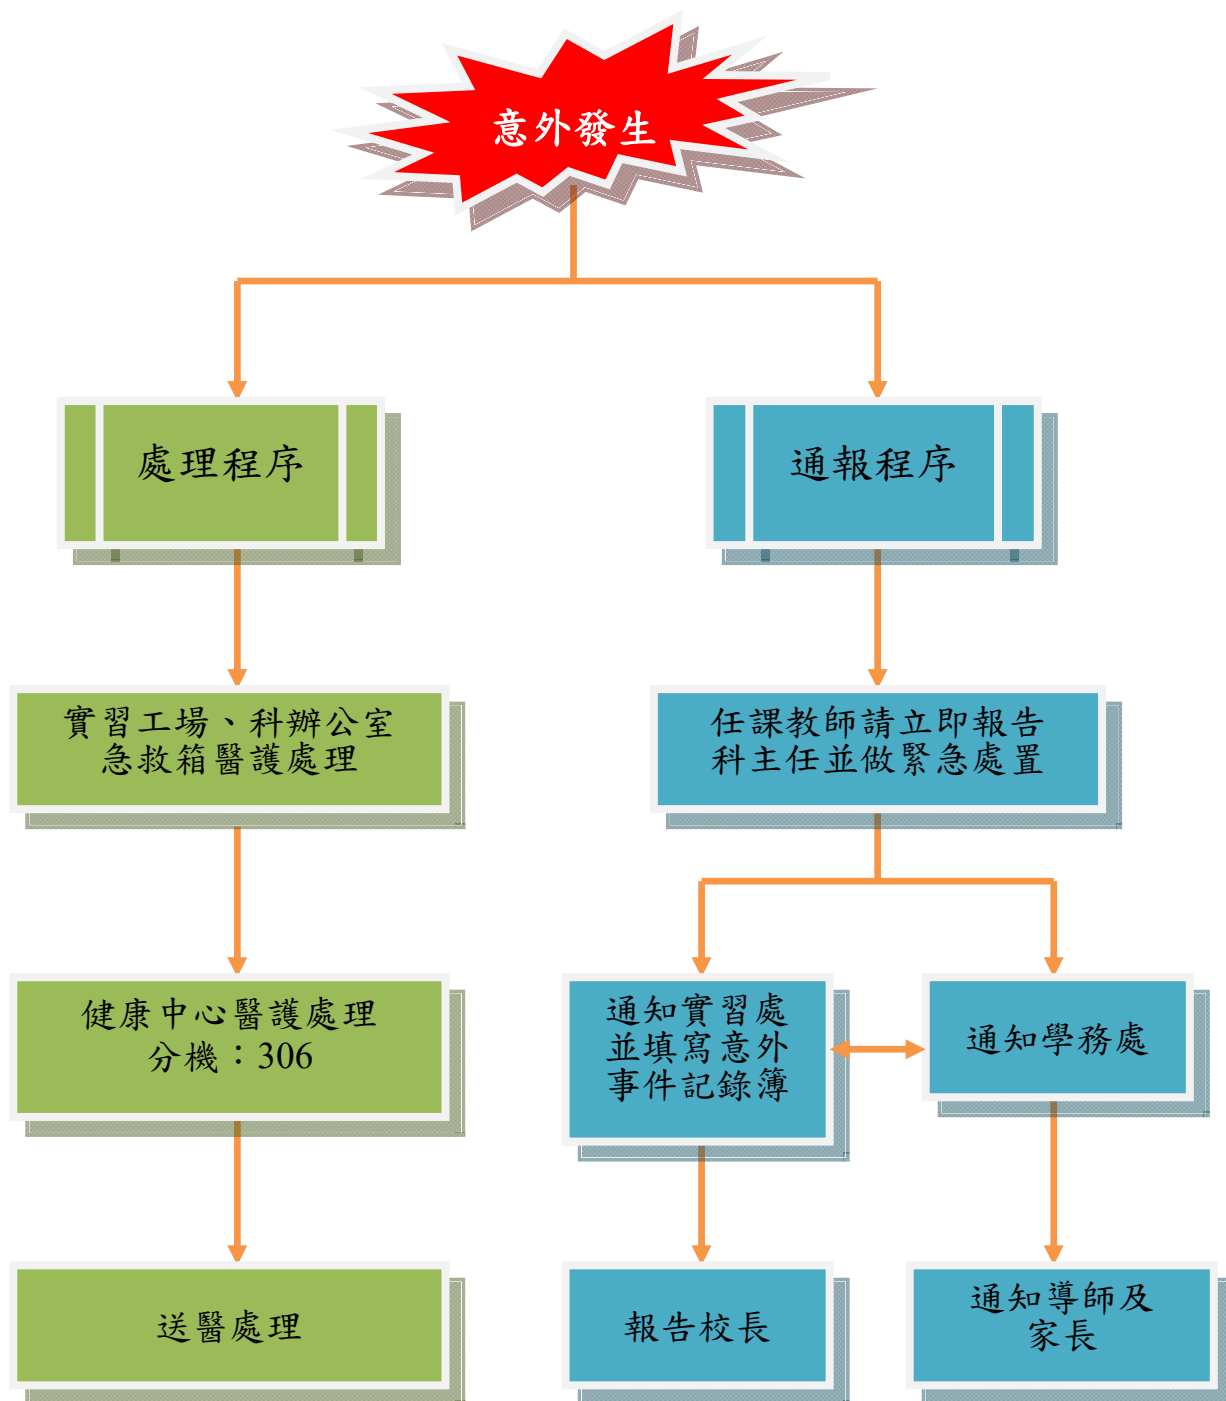 意外發生
處理程序
通報程序
實習工場、科辦公室
急救箱醫護處理
任課教師請立即報告
科主任並做緊急處置
健康中心醫護處理
分機：306
通知實習處
並填寫意外
事件記錄簿
通知學務處
送醫處理
報告校長
通知導師及
家長